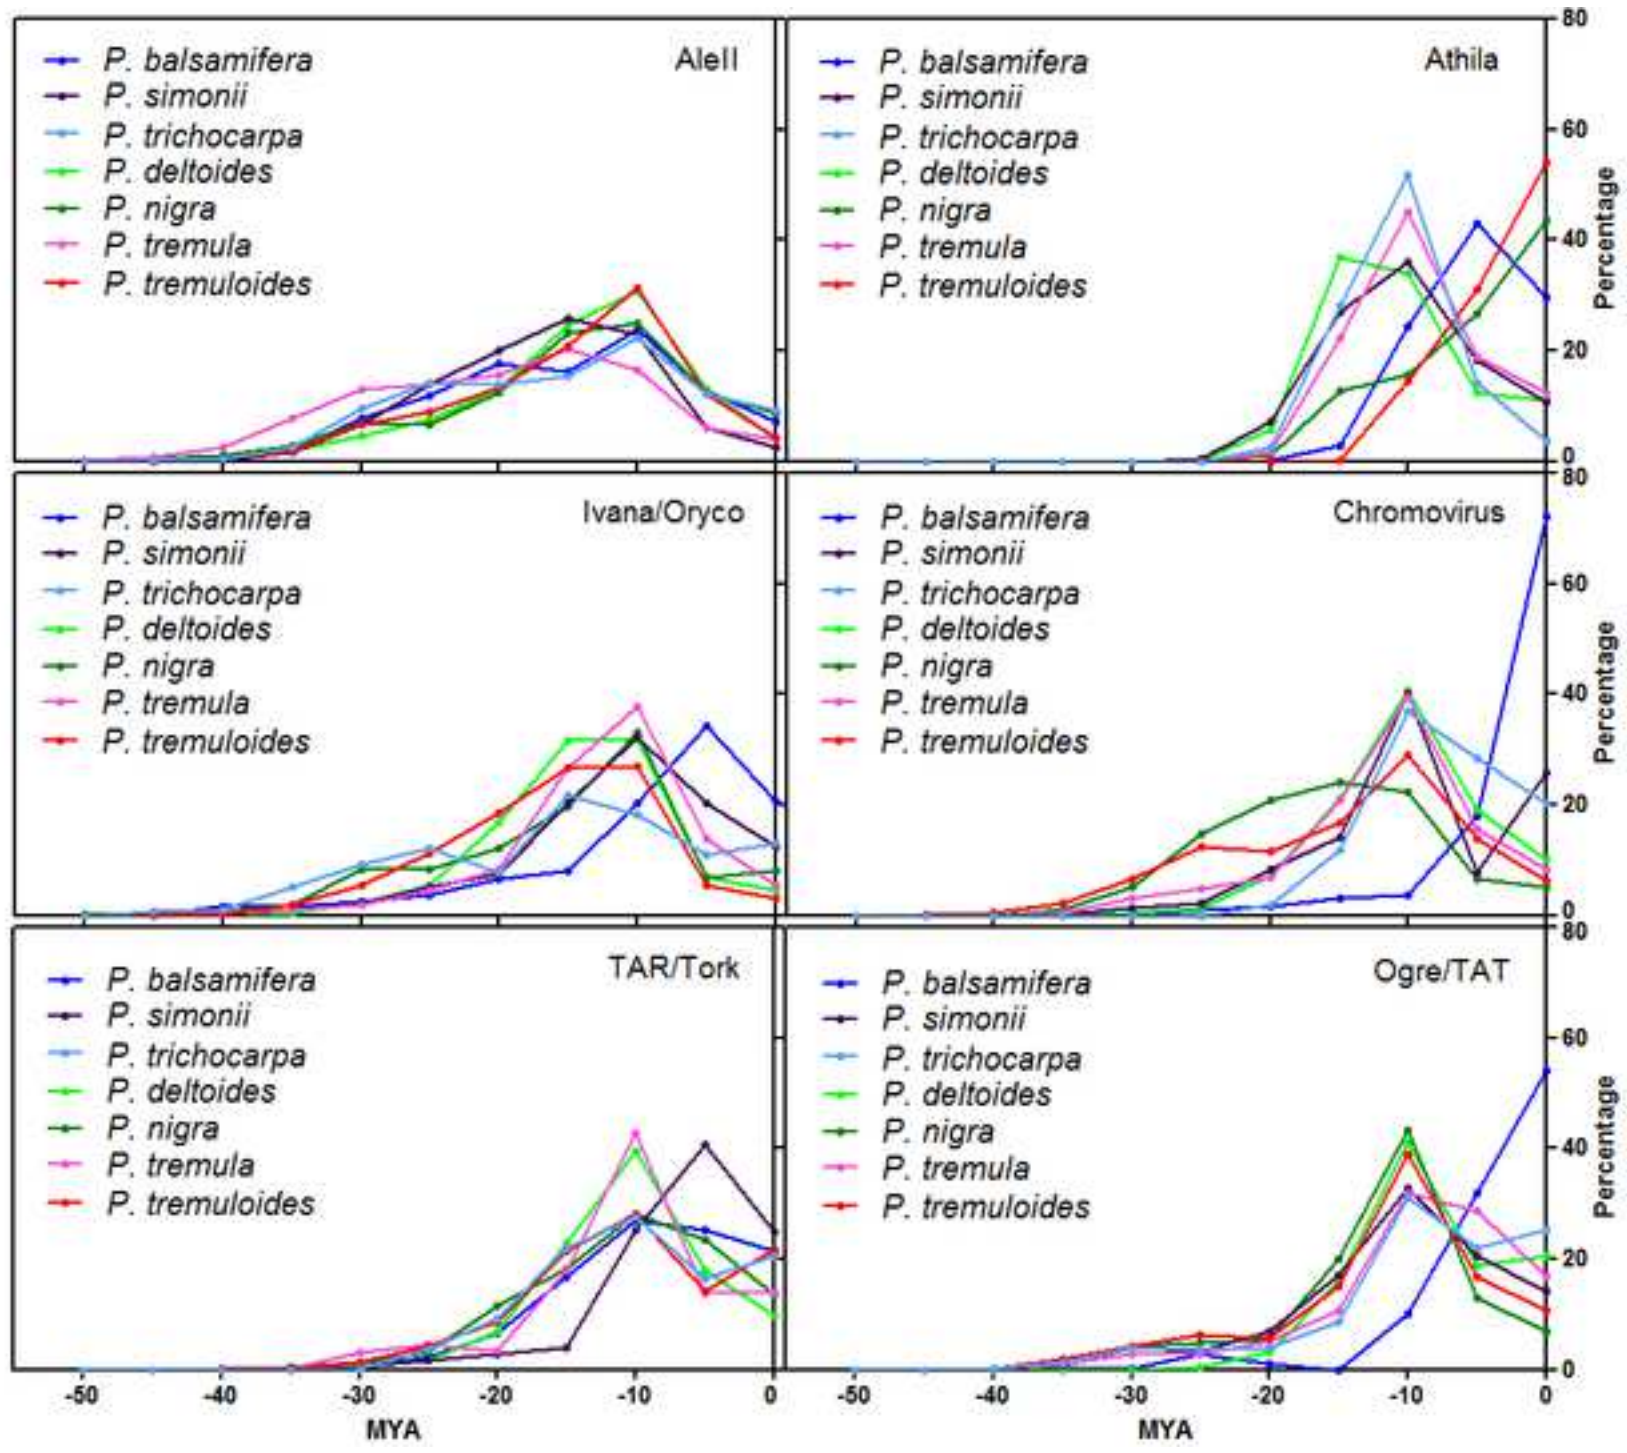 AleII
P. balsamifera
P. simonii
P. trichocarpa
P. deltoides
P. nigra
P. tremula
P. tremuloides
Athila
P. balsamifera
P. simonii
P. trichocarpa
P. deltoides
P. nigra
P. tremula
P. tremuloides
80
60
40
20
0
Percentage
Ivana/Oryco
P. balsamifera
P. simonii
P. trichocarpa
P. deltoides
P. nigra
P. tremula
P. tremuloides
Chromovirus
P. balsamifera
P. simonii
P. trichocarpa
P. deltoides
P. nigra
P. tremula
P. tremuloides
80
60
40
20
0
Percentage
TAR/Tork
P. balsamifera
P. simonii
P. trichocarpa
P. deltoides
P. nigra
P. tremula
P. tremuloides
-50 -40 -30 -20 -10 0
MYA
Ogre/TAT
P. balsamifera
P. simonii
P. trichocarpa
P. deltoides
P. nigra
P. tremula
P. tremuloides
80
60
40
20
0
Percentage
-50 -40 -30 -20 -10 0
MYA